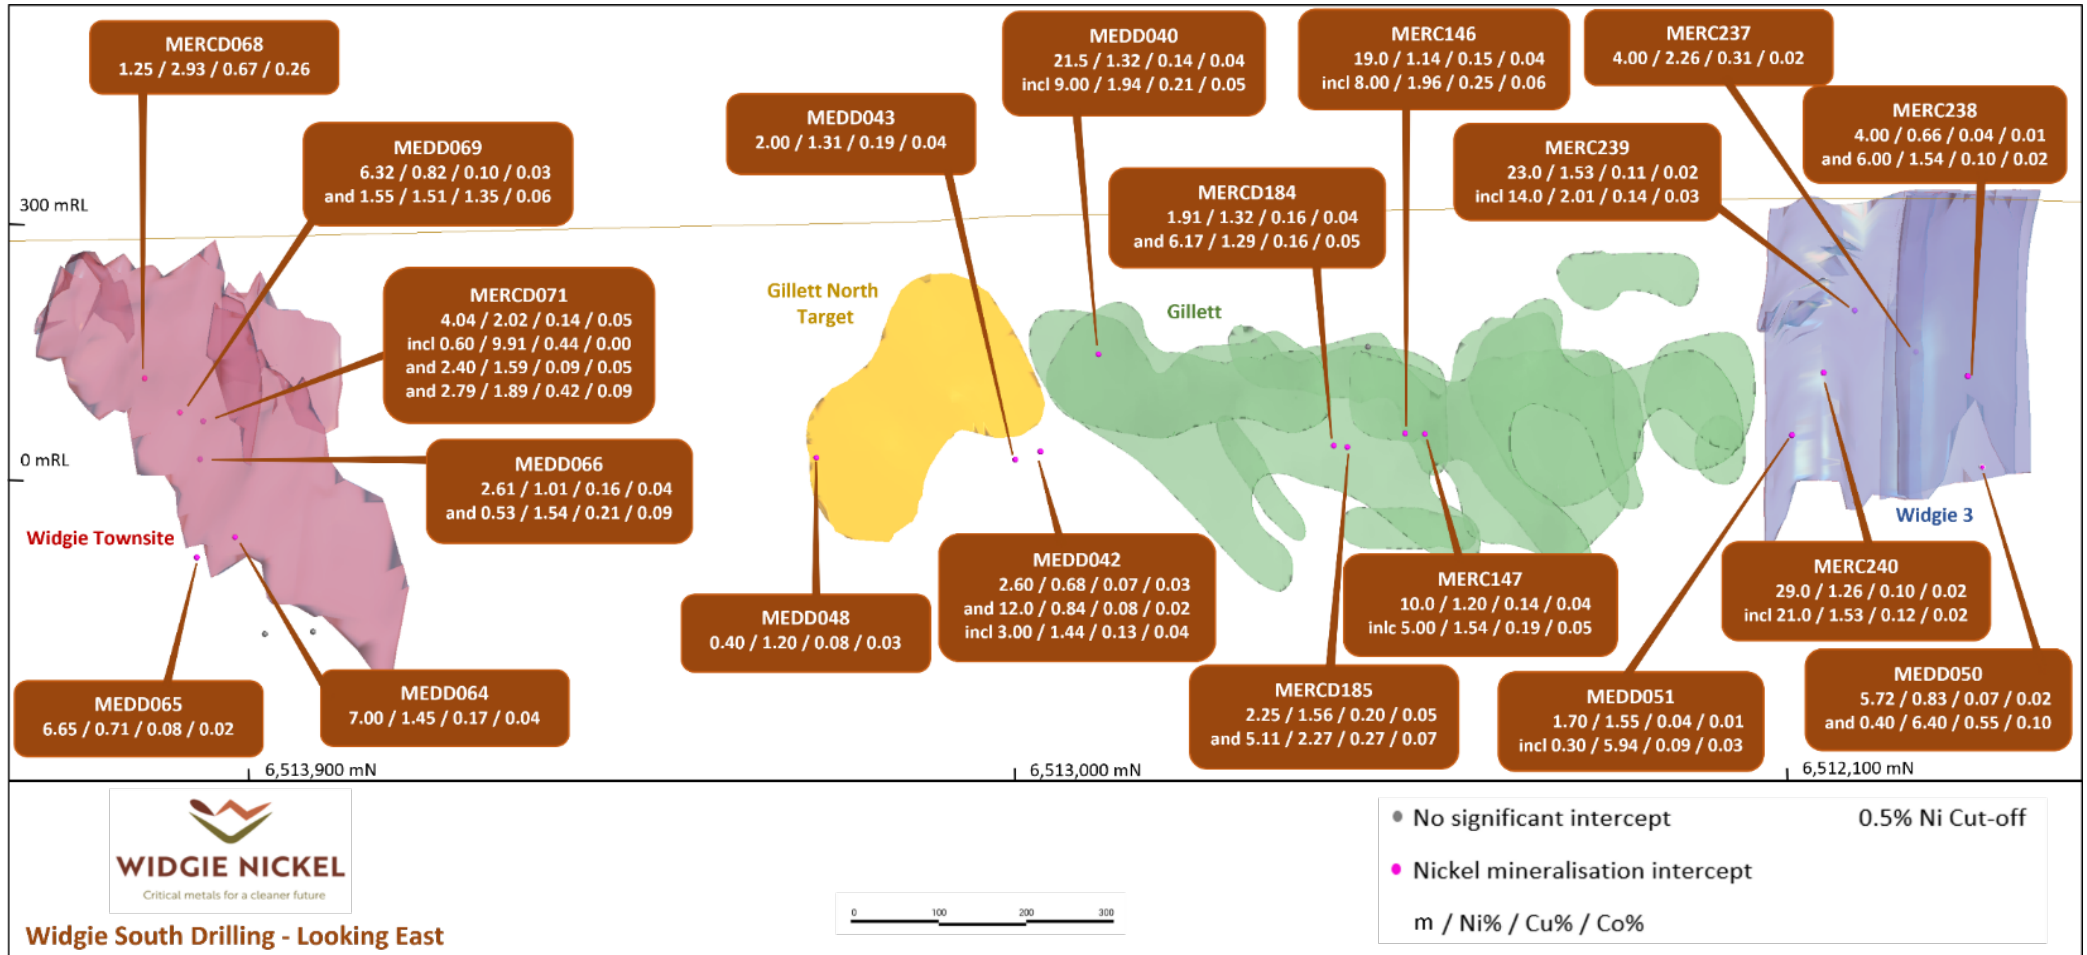 MERCD068
1.25 / 2.93 / 0.67 / 0.26
MEDD069
6.32 / 0.82 / 0.10 / 0.03
and 1.55 / 1.51 / 1.35 / 0.06
MERCD071
4.04 / 2.02 / 0.14 / 0.05
incl 0.60 / 9.91 / 0.44 / 0.00
and 2.40 / 1.59 / 0.09 / 0.05
and 2.79 / 1.89 / 0.42 / 0.09
MEDD066
2.61 / 1.01 / 0.16 / 0.04
and 0.53 / 1.54 / 0.21 / 0.09
MEDD065
6.65 / 0.71 / 0.08 / 0.02
MEDD064
7.00 / 1.45 / 0.17 / 0.04
300 mRL
0 mRL
Widgie Townsite
MEDD043
2.00 / 1.31 / 0.19 / 0.04
Gillett North
Target
MEDD048
0.40 / 1.20 / 0.08 / 0.03
MEDD042
2.60 / 0.68 / 0.07 / 0.03
and 12.0 / 0.84 / 0.08 / 0.02
incl 3.00 / 1.44 / 0.13 / 0.04
MEDD040
21.5 / 1.32 / 0.14 / 0.04
incl 9.00 / 1.94 / 0.21 / 0.05
MERCD184
1.91 / 1.32 / 0.16 / 0.04
and 6.17 / 1.29 / 0.16 / 0.05
Gillett
MERC146
19.0 / 1.14 / 0.15 / 0.04
incl 8.00 / 1.96 / 0.25 / 0.06
MERC147
10.0 / 1.20 / 0.14 / 0.04
inlc 5.00 / 1.54 / 0.19 / 0.05
MERCD185
2.25 / 1.56 / 0.20 / 0.05
and 5.11 / 2.27 / 0.27 / 0.07
MERC237
4.00 / 2.26 / 0.31 / 0.02
MERC238
4.00 / 0.66 / 0.04 / 0.01
and 6.00 / 1.54 / 0.10 / 0.02
MERC239
23.0 / 1.53 / 0.11 / 0.02
incl 14.0 / 2.01 / 0.14 / 0.03
Widgie 3
MERC240
29.0 / 1.26 / 0.10 / 0.02
incl 21.0 / 1.53 / 0.12 / 0.02
MEDD051
1.70 / 1.55 / 0.04 / 0.01
incl 0.30 / 5.94 / 0.09 / 0.03
MEDD050
5.72 / 0.83 / 0.07 / 0.02
and 0.40 / 6.40 / 0.55 / 0.10
6,513,900 mN
6,513,000 mN
6,512,100 mN
WIDGIE NICKEL
Critical metals for a cleaner future
Widgie South Drilling - Looking East
0 100 200 300
No significant intercept
0.5% Ni Cut-off
Nickel mineralisation intercept
m / Ni% / Cu% / Co%